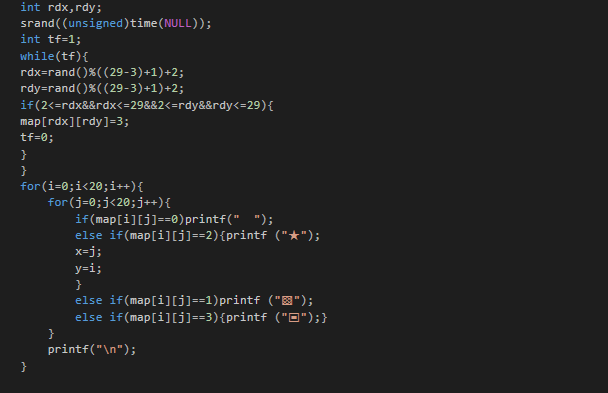 int rdx,rdy;
srand((unsigned)time(NULL));
int tf=1;
while(tf){
rdx=rand()%((29-3)+1)+2;
rdy=rand()%((29-3)+1)+2;
if(2<=rdx&&rdx<=29&&2<=rdy&&rdy<=29){
map[rdx][rdy]=3;
tf=0;
}
}
for(i=0;i<20;i++){
    for(j=0;j<20;j++){
        if(map[i][j]==0)printf("  ");
        else if(map[i][j]==2){printf ("★");
        x=j;
        y=i;
        }
        else if(map[i][j]==1)printf ("▨");
        else if(map[i][j]==3){printf ("▣");}
    }
    printf("\n");
}